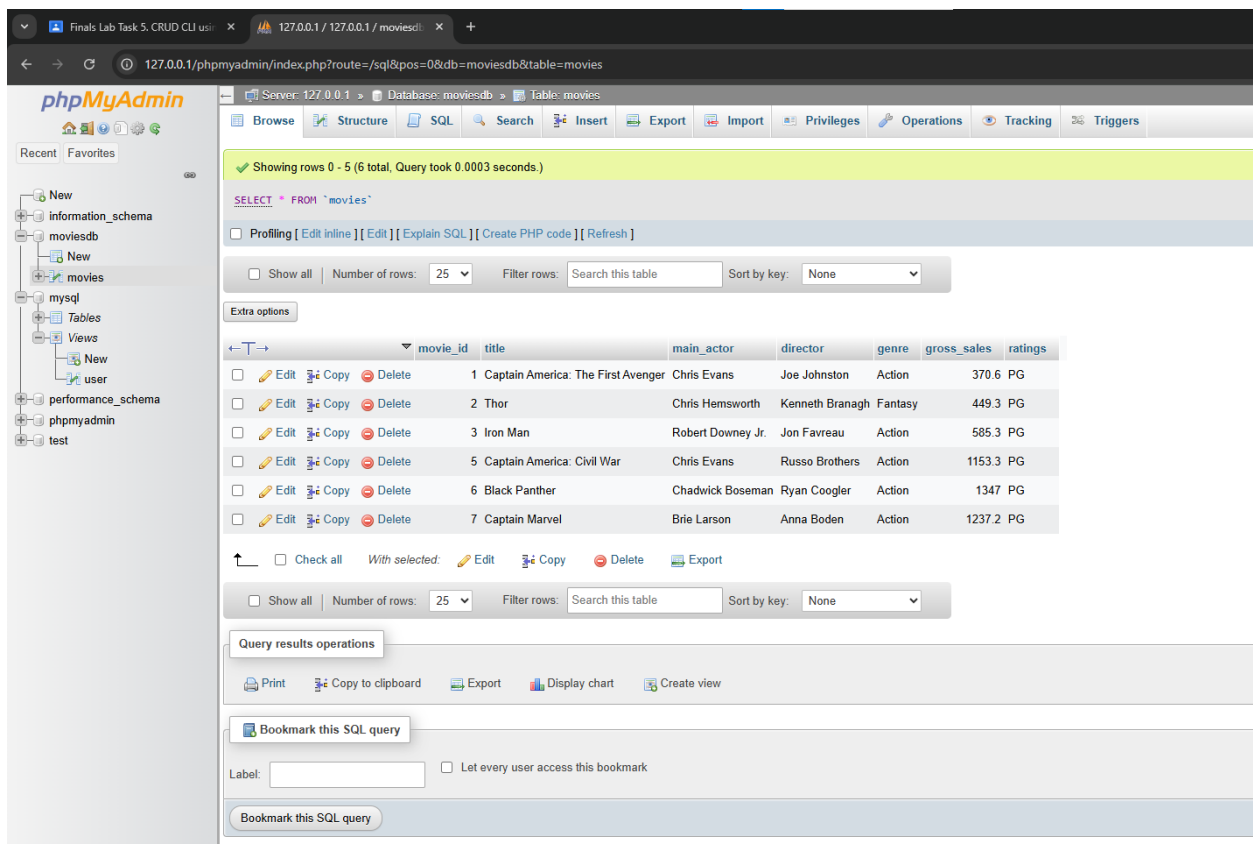 Finals Lab Task 5. CRUD CLI usin
127.0.0.1 / 127.0.0.1 / moviesdb
127.0.0.1/phpmyadmin/index.php?route=/sql&pos=0&db=moviesdb&table=movies
phpMyAdmin
Recent Favorites
New
information_schema
moviesdb
New
movies
mysql
Tables
Views
New
user
performance_schema
phpmyadmin
test
Server: 127.0.0.1 » Database: moviesdb » Table: movies
Browse Structure SQL Search Insert Export Import Privileges Operations Tracking Triggers
Showing rows 0 - 5 (6 total, Query took 0.0003 seconds.)
SELECT * FROM `movies`
Profiling [ Edit inline ] [ Edit ] [ Explain SQL ] [ Create PHP code ] [ Refresh ]
Show all Number of rows: 25 Filter rows: Search this table Sort by key: None
Extra options
←T→ movie_id title main_actor director genre gross_sales ratings
Edit Copy Delete 1 Captain America: The First Avenger Chris Evans Joe Johnston Action 370.6 PG
Edit Copy Delete 2 Thor Chris Hemsworth Kenneth Branagh Fantasy 449.3 PG
Edit Copy Delete 3 Iron Man Robert Downey Jr. Jon Favreau Action 585.3 PG
Edit Copy Delete 5 Captain America: Civil War Chris Evans Russo Brothers Action 1153.3 PG
Edit Copy Delete 6 Black Panther Chadwick Boseman Ryan Coogler Action 1347 PG
Edit Copy Delete 7 Captain Marvel Brie Larson Anna Boden Action 1237.2 PG
Check all With selected: Edit Copy Delete Export
Show all Number of rows: 25 Filter rows: Search this table Sort by key: None
Query results operations
Print Copy to clipboard Export Display chart Create view
Bookmark this SQL query
Label: Let every user access this bookmark
Bookmark this SQL query